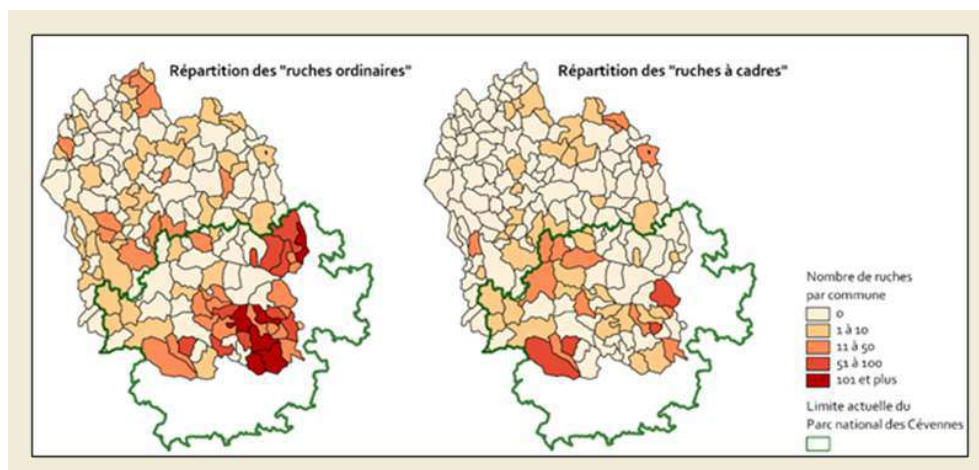 Répartition des "ruches ordinaires"
Répartition des "ruches à cadres"
Nombre de ruches
par commune
0
1 à 10
11 à 50
51 à 100
101 et plus
Limite actuelle du
Parc national des Cévennes